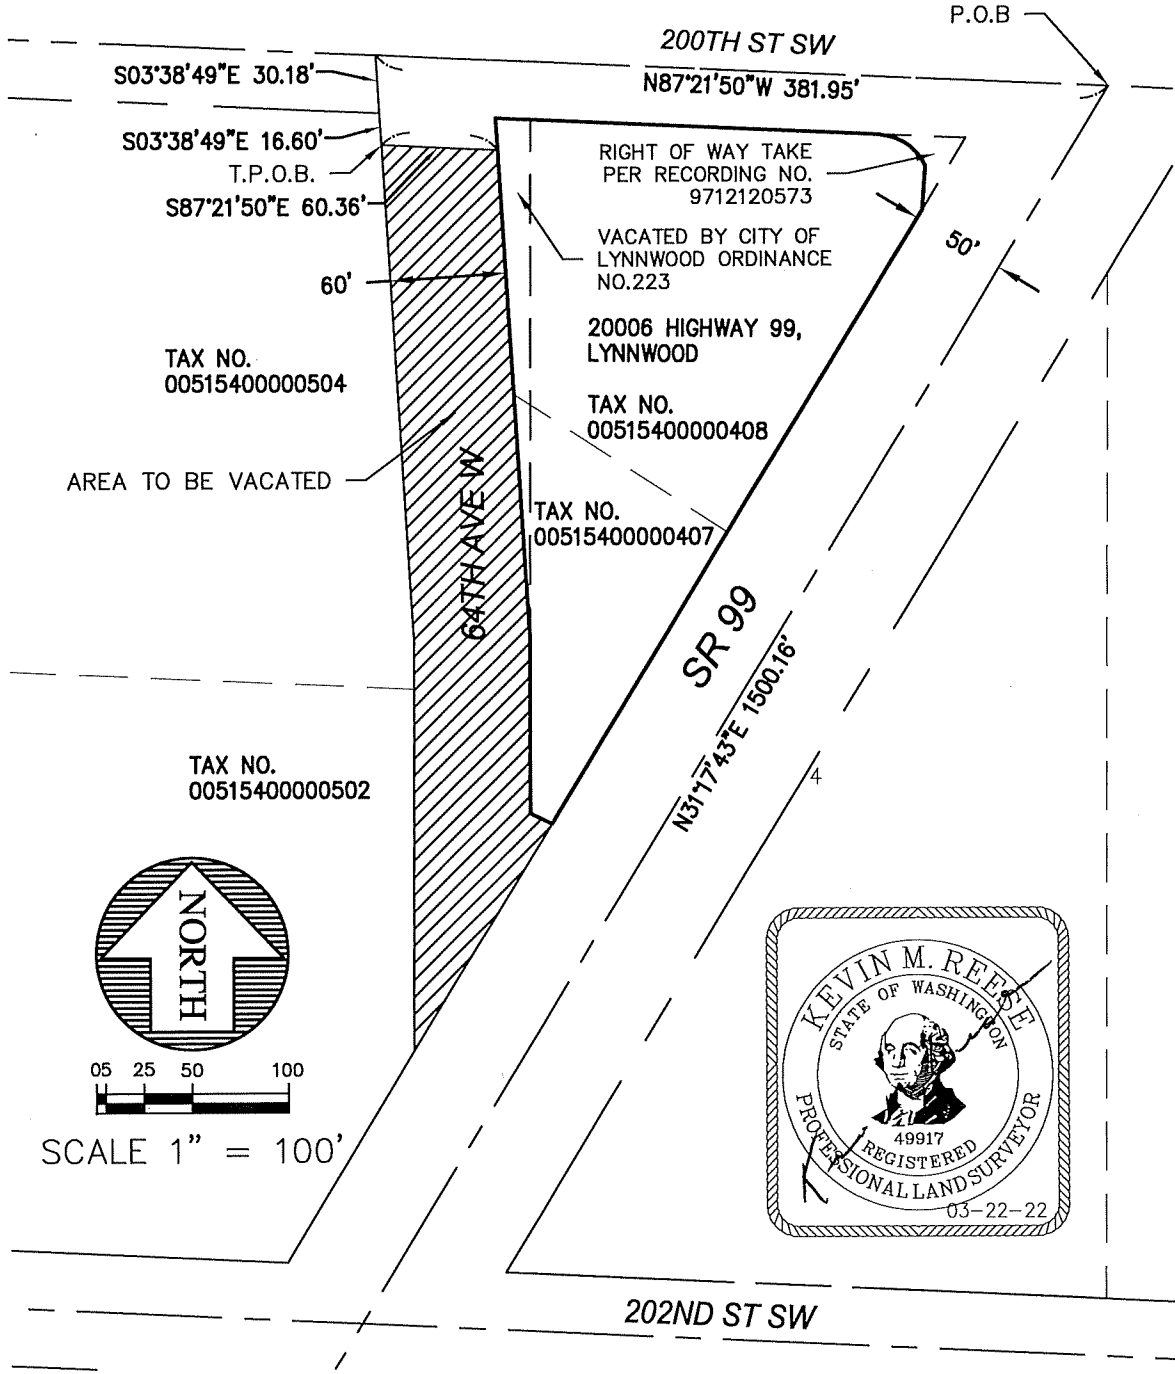 P.O.B
200TH ST SW
S03°38'49"E 30.18'
N87°21'50"W 381.95'
S03°38'49"E 16.60'
T.P.O.B.
S87°21'50"E 60.36'
RIGHT OF WAY TAKE
PER RECORDING NO.
9712120573
VACATED BY CITY OF
LYNNWOOD ORDINANCE
NO.223
50'
60'
20006 HIGHWAY 99,
LYNNWOOD
TAX NO.
00515400000504
TAX NO.
00515400000408
AREA TO BE VACATED
64TH AVE W
TAX NO.
00515400000407
SR 99
N31°17'43"E 1500.16'
4
TAX NO.
00515400000502
NORTH
05 25 50 100
SCALE 1" = 100'
KEVIN M. REESE
STATE OF WASHINGTON
49917
REGISTERED
PROFESSIONAL LAND SURVEYOR
03-22-22
202ND ST SW